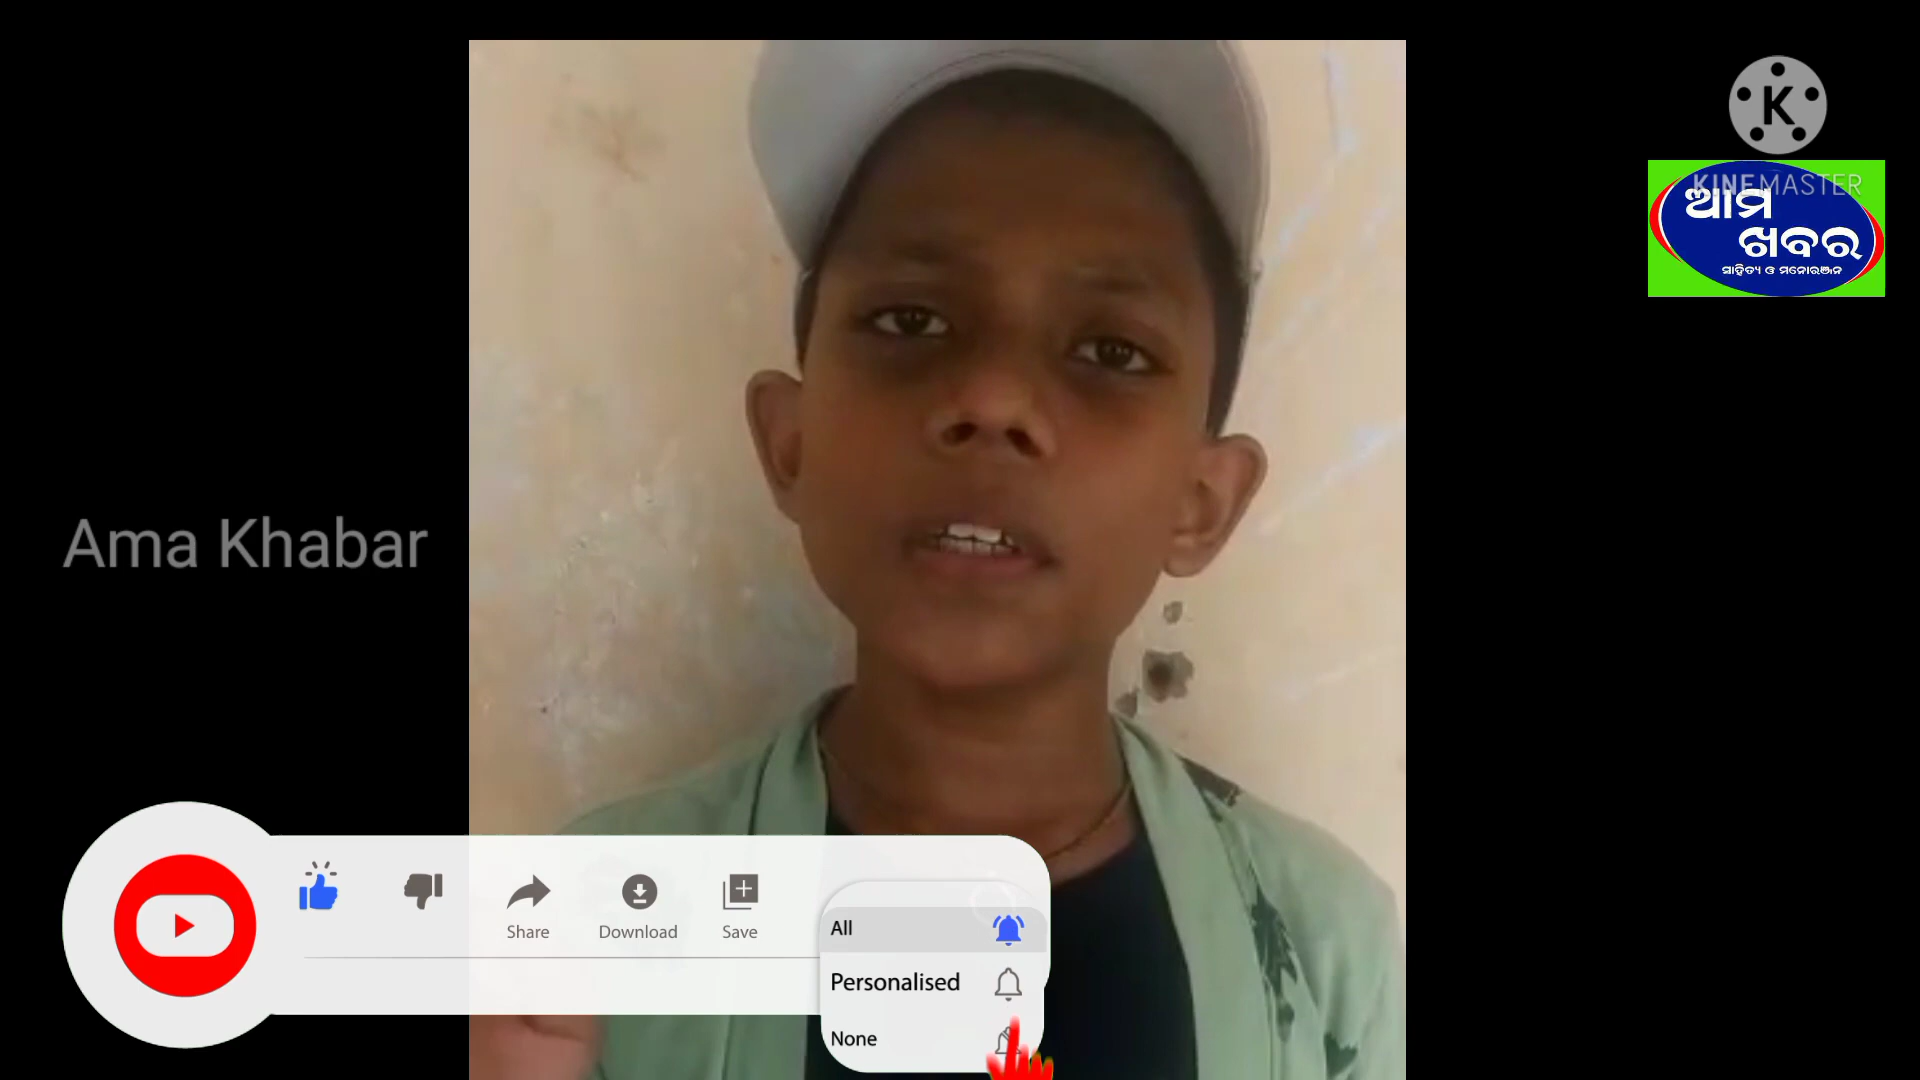 K
KINEMASTER
ଆମ
ଖବର
ସାହିତ୍ୟ ଓ ମନୋରଞ୍ଜନ
Ama Khabar
Share
Download
Save
All
Personalised
None